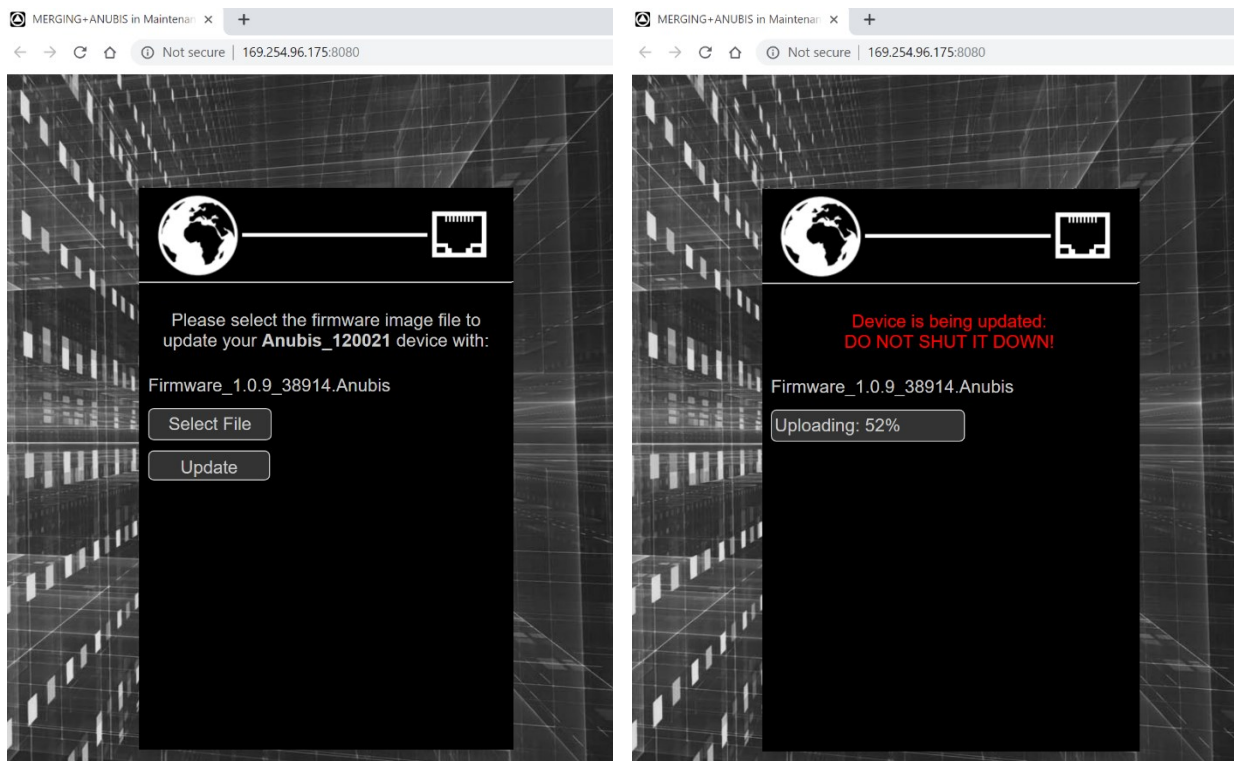 MERGING+ANUBIS in Maintenan
Not secure | 169.254.96.175:8080
Please select the firmware image file to
update your Anubis_120021 device with:
Firmware_1.0.9_38914.Anubis
Select File
Update
MERGING+ANUBIS in Maintenan
Not secure | 169.254.96.175:8080
Device is being updated:
DO NOT SHUT IT DOWN!
Firmware_1.0.9_38914.Anubis
Uploading: 52%